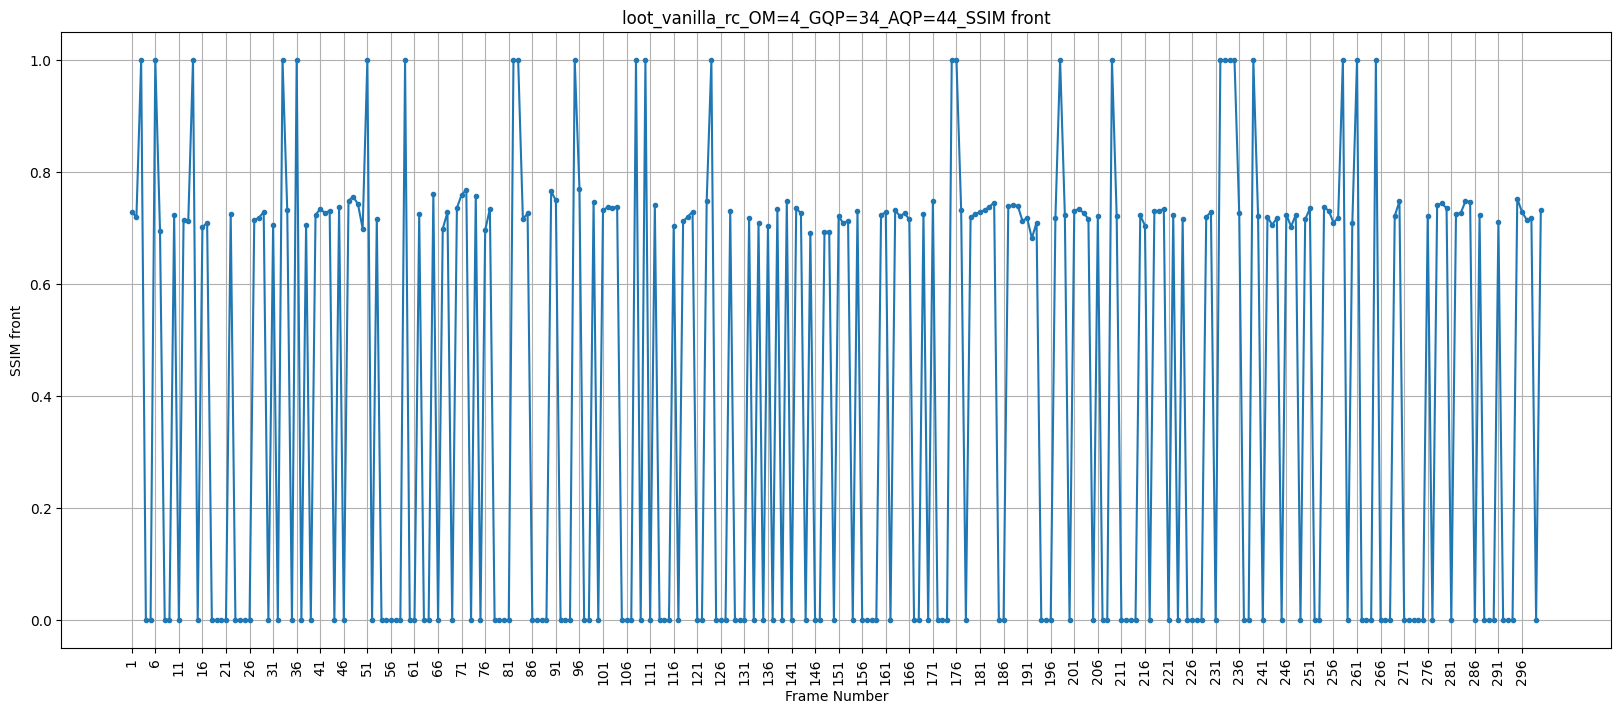 loot_vanilla_rc_OM=4_GQP=34_AQP=44_SSIM front
SSIM front
1.0
0.8
0.6
0.4
0.2
0.0
1 6 11 16 21 26 31 36 41 46 51 56 61 66 71 76 81 86 91 96 101 106 111 116 121 126 131 136 141 146 151 156 161 166 171 176 181 186 191 196 201 206 211 216 221 226 231 236 241 246 251 256 261 266 271 276 281 286 291 296
Frame Number